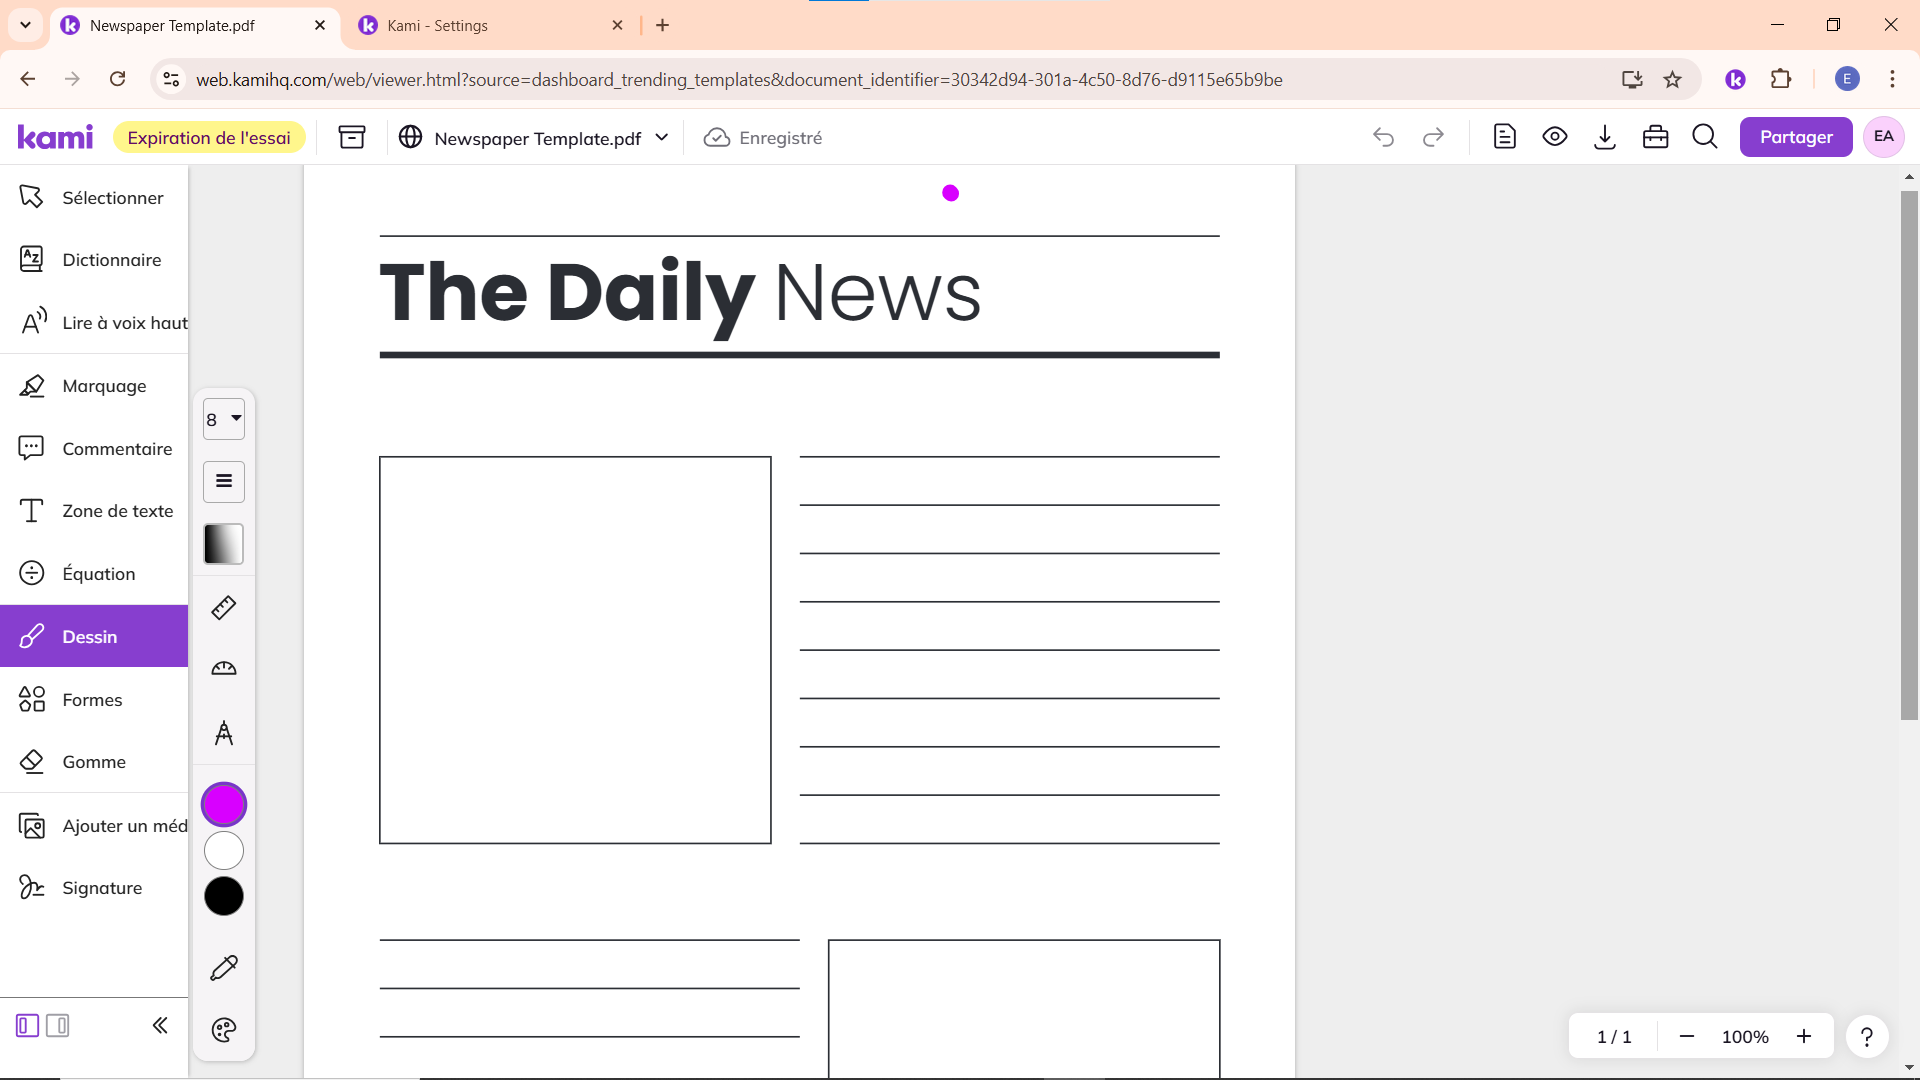 Newspaper Template.pdf
Kami - Settings
web.kamihq.com/web/viewer.html?source=dashboard_trending_templates&document_identifier=30342d94-301a-4c50-8d76-d9115e65b9be
E
kami
Expiration de l'essai
Newspaper Template.pdf
Enregistré
Partager
EA
Sélectionner
Dictionnaire
Lire à voix haut
Marquage
Commentaire
Zone de texte
Équation
Dessin
Formes
Gomme
Ajouter un méd
Signature
8
The Daily News
1 / 1
100%
?